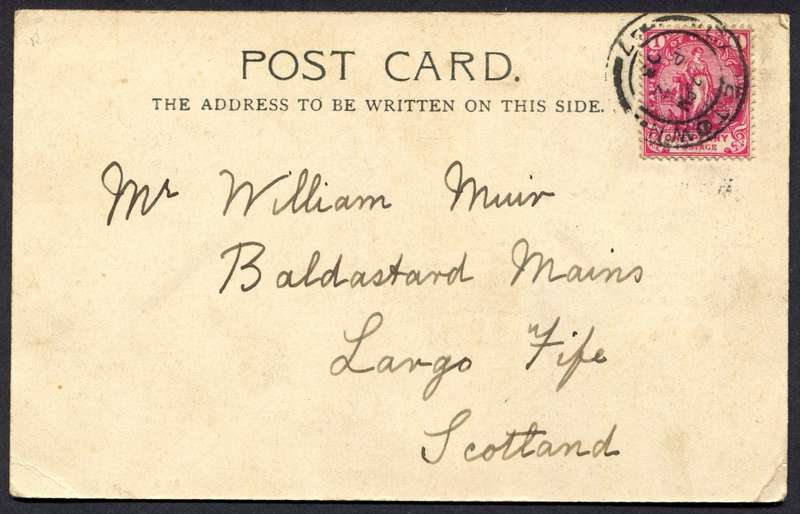 POST CARD.
THE ADDRESS TO BE WRITTEN ON THIS SIDE.
Mr William Muir
Baldastard Mains
Largo Fife
Scotland